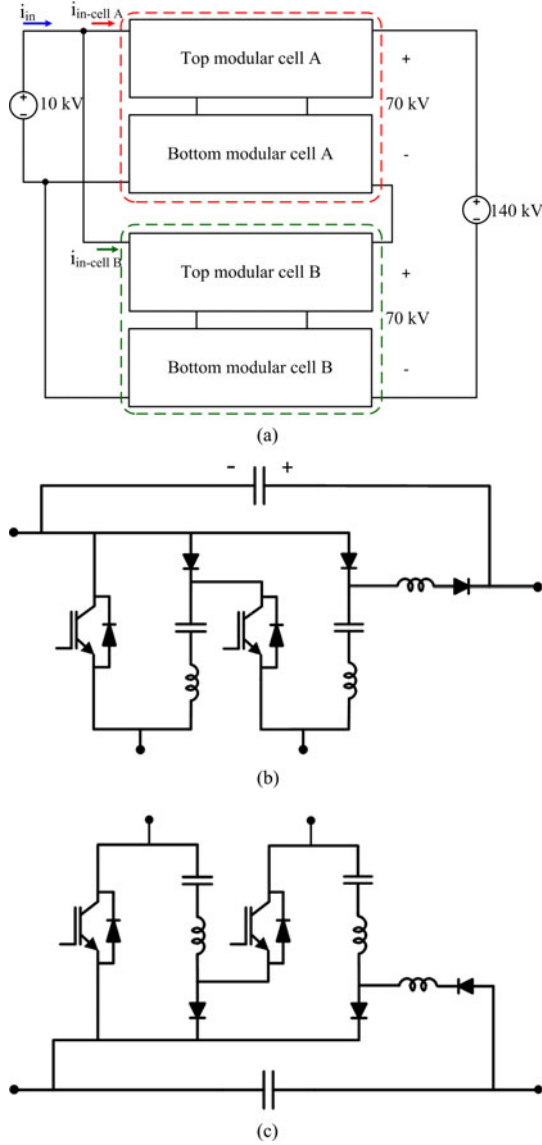 i_in
i_in-cell A
Top modular cell A
+
10 kV
70 kV
Bottom modular cell A
-
140 kV
i_in-cell B
Top modular cell B
+
70 kV
Bottom modular cell B
-
(a)
- +
(b)
(c)